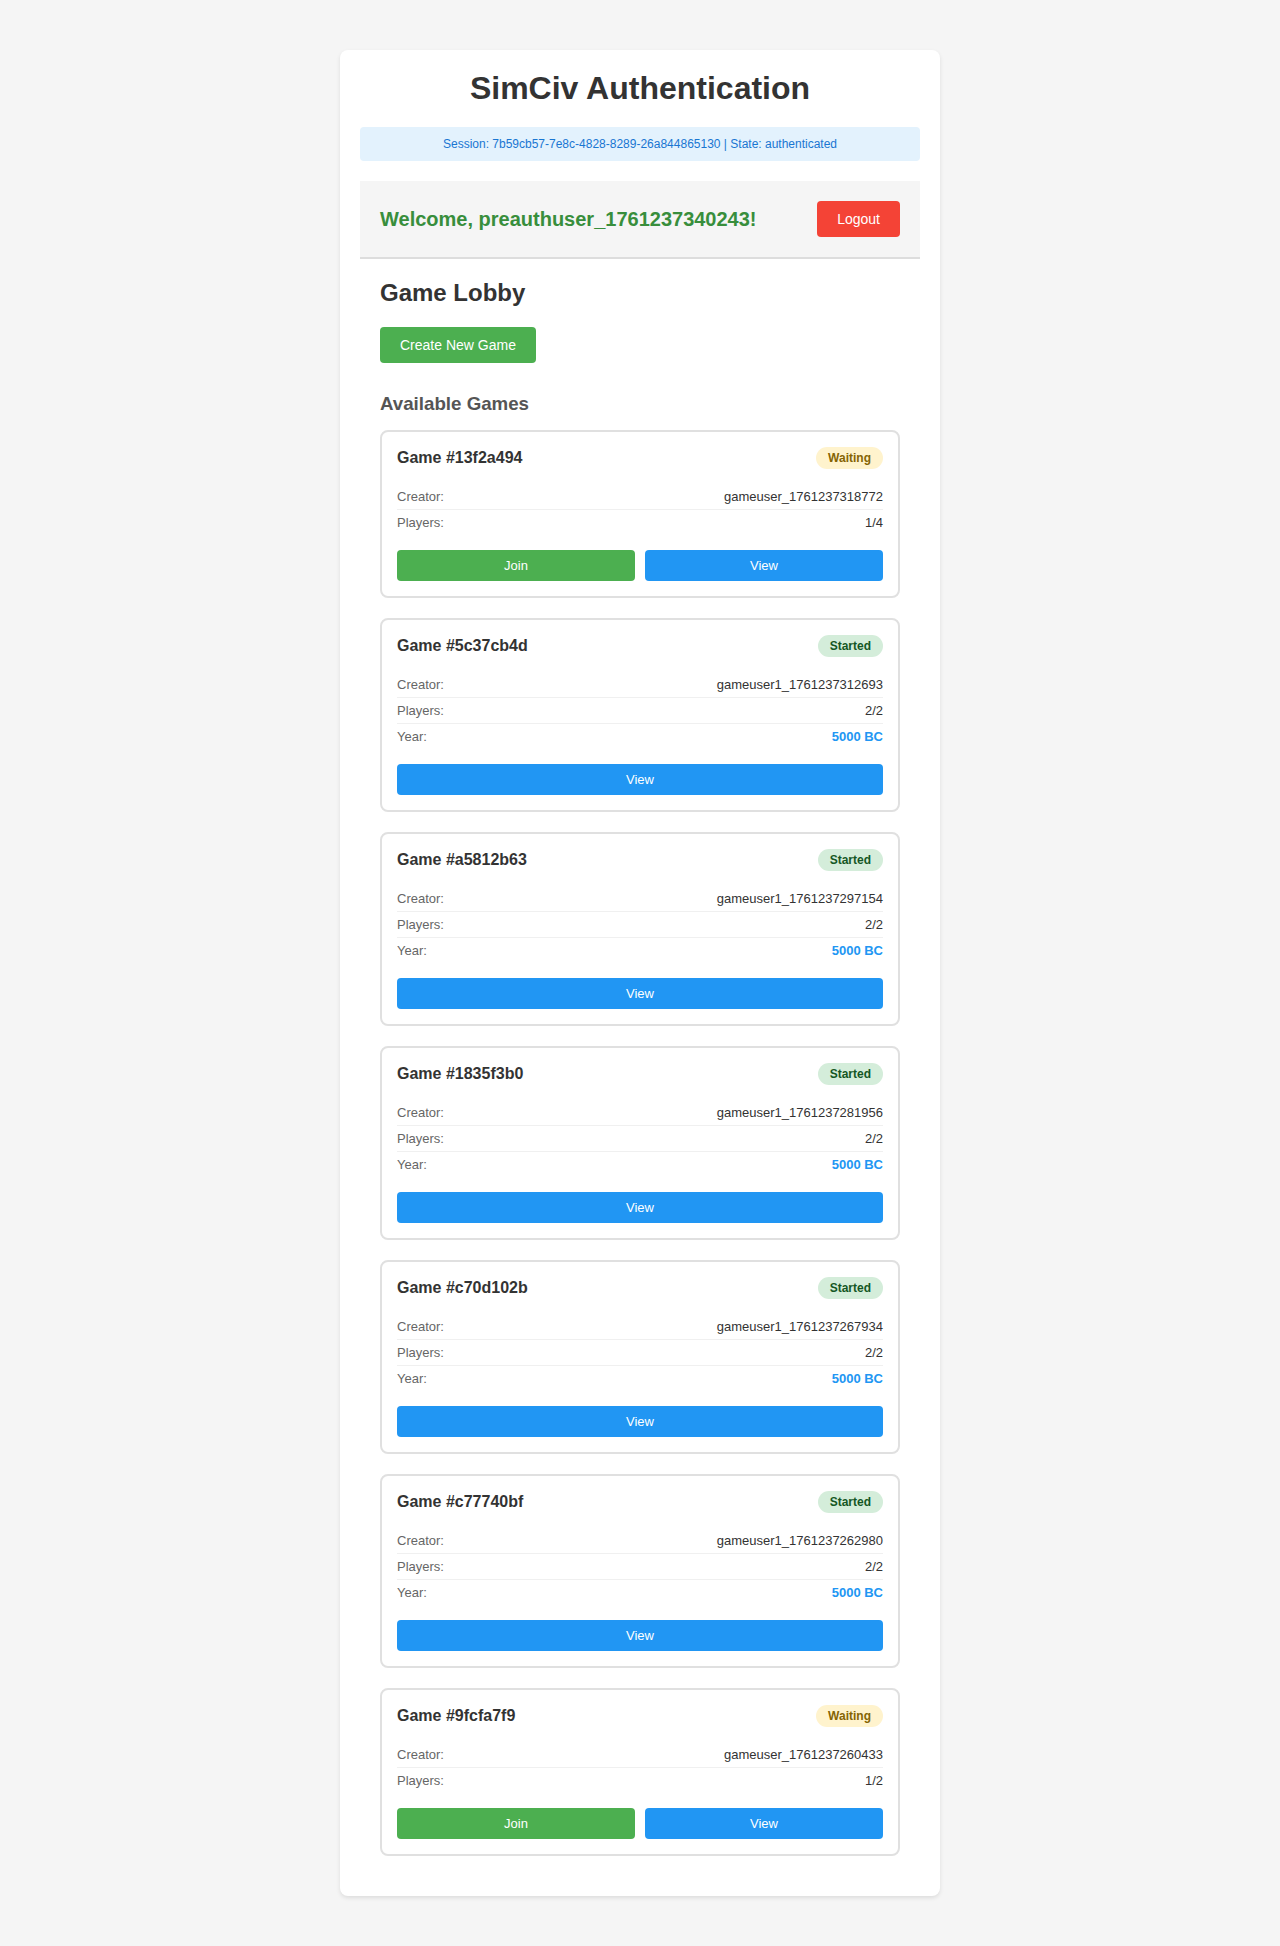 SimCiv Authentication
Session: 7b59cb57-7e8c-4828-8289-26a844865130 | State: authenticated
Welcome, preauthuser_1761237340243!
Logout
Game Lobby
Create New Game
Available Games
Game #13f2a494 Waiting
Creator: gameuser_1761237318772
Players: 1/4
Join View
Game #5c37cb4d Started
Creator: gameuser1_1761237312693
Players: 2/2
Year: 5000 BC
View
Game #a5812b63 Started
Creator: gameuser1_1761237297154
Players: 2/2
Year: 5000 BC
View
Game #1835f3b0 Started
Creator: gameuser1_1761237281956
Players: 2/2
Year: 5000 BC
View
Game #c70d102b Started
Creator: gameuser1_1761237267934
Players: 2/2
Year: 5000 BC
View
Game #c77740bf Started
Creator: gameuser1_1761237262980
Players: 2/2
Year: 5000 BC
View
Game #9fcfa7f9 Waiting
Creator: gameuser_1761237260433
Players: 1/2
Join View